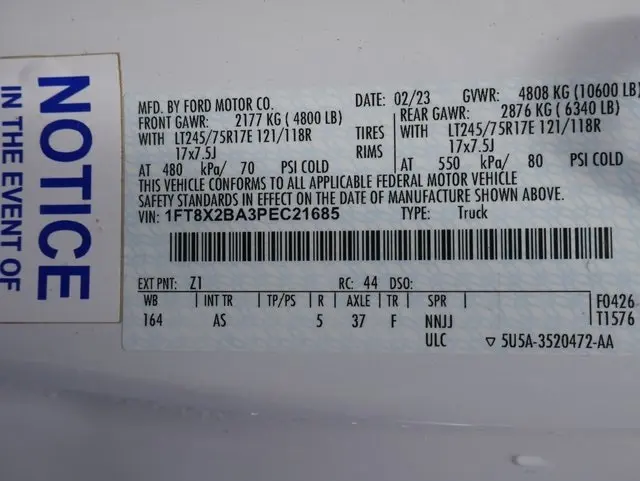 NOTICE
IN THE EVENT OF
MFD. BY FORD MOTOR CO.
DATE: 02/23 GVWR: 4808 KG (10600 LB)
FRONT GAWR: 2177 KG ( 4800 LB)
REAR GAWR: 2876 KG ( 6340 LB)
WITH LT245/75R17E 121/118R TIRES WITH LT245/75R17E 121/118R
17x7.5J RIMS 17x7.5J
AT 480 kPa/ 70 PSI COLD AT 550 kPa/ 80 PSI COLD
THIS VEHICLE CONFORMS TO ALL APPLICABLE FEDERAL MOTOR VEHICLE
SAFETY STANDARDS IN EFFECT ON THE DATE OF MANUFACTURE SHOWN ABOVE.
VIN: 1FT8X2BA3PEC21685 TYPE: Truck
EXT PNT: Z1 RC: 44 DSO:
WB INT TR TP/PS R AXLE TR SPR F0426
164 AS 5 37 F NNJJ T1576
ULC ▽ 5U5A-3520472-AA